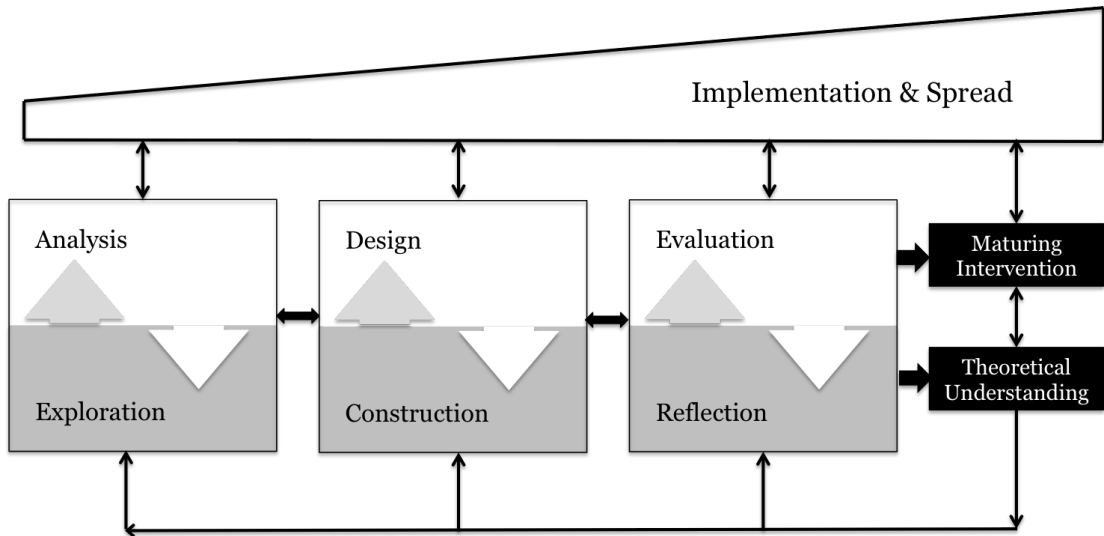 Implementation & Spread
Analysis
Exploration
Design
Construction
Evaluation
Reflection
Maturing
Intervention
Theoretical
Understanding